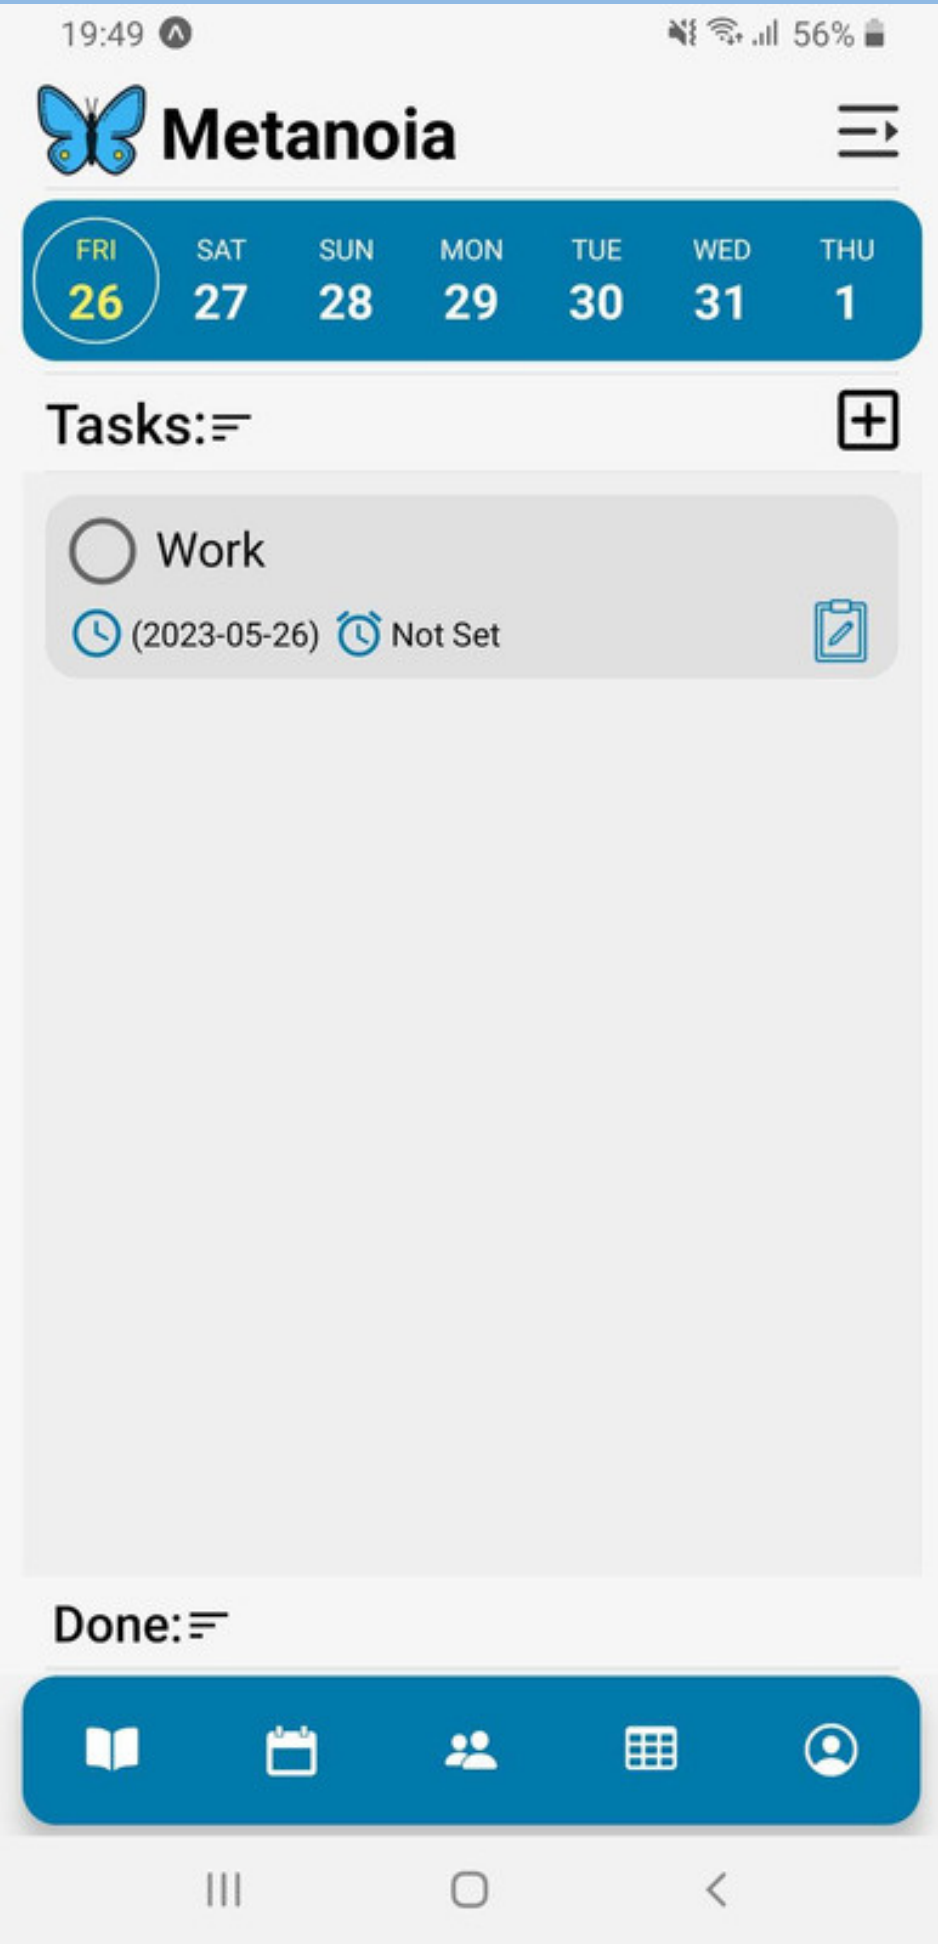 19:49 56%
Metanoia
FRI SAT SUN MON TUE WED THU
26 27 28 29 30 31 1
Tasks:
Work
(2023-05-26) Not Set
Done: